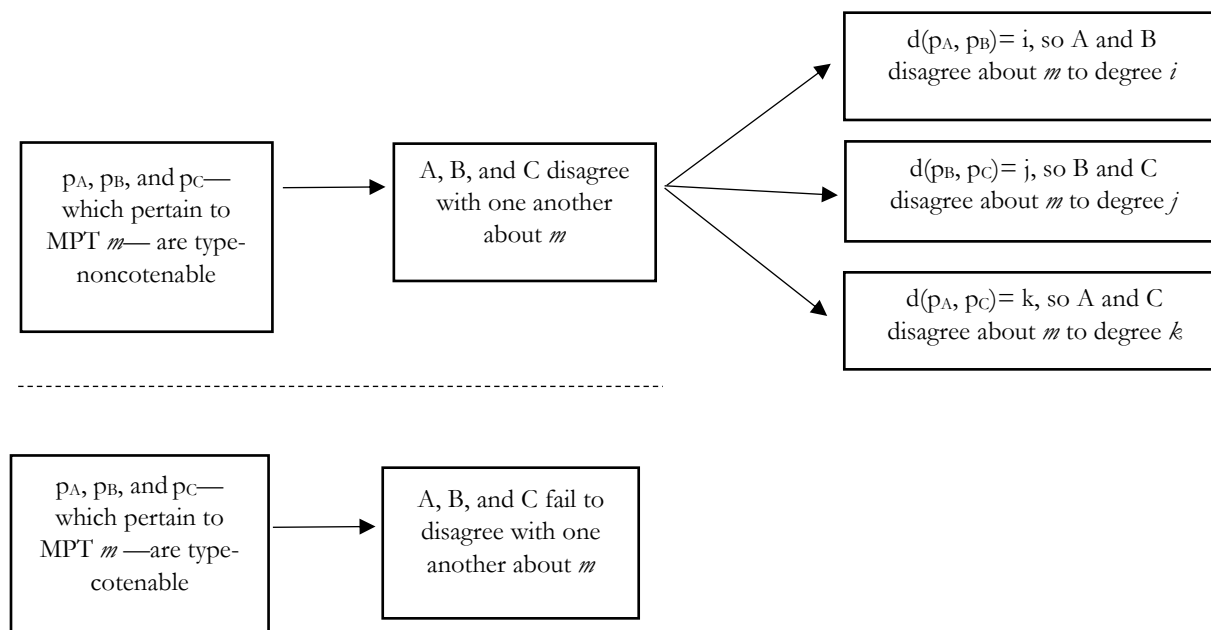 d(pA, pB)= i, so A and B
disagree about m to degree i
pA, pB, and pC—
which pertain to
MPT m— are type-
noncotenable
A, B, and C disagree
with one another
about m
d(pB, pC)= j, so B and C
disagree about m to degree j
d(pA, pC)= k, so A and C
disagree about m to degree k
pA, pB, and pC—
which pertain to
MPT m —are type-
cotenable
A, B, and C fail to
disagree with one
another about m